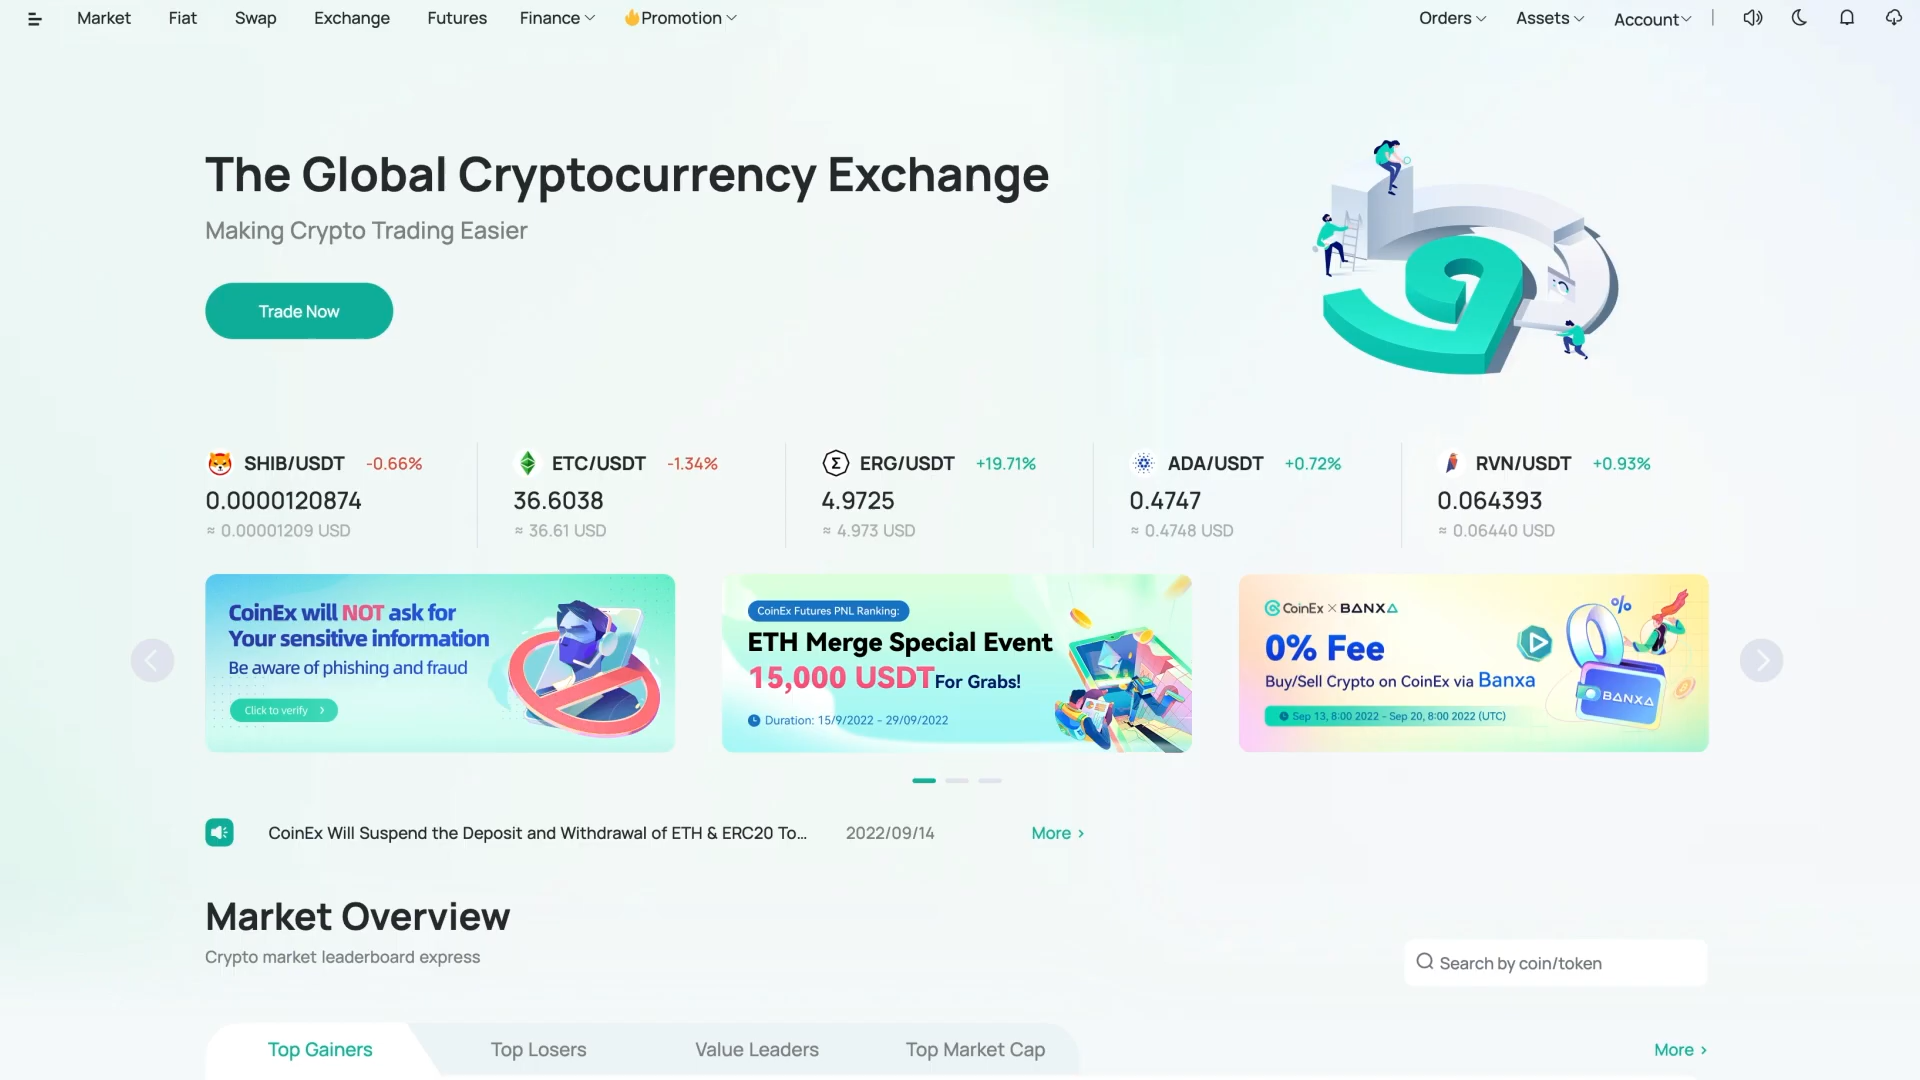 Market Fiat Swap Exchange Futures Finance Promotion Orders Assets Account
The Global Cryptocurrency Exchange
Making Crypto Trading Easier
Trade Now
SHIB/USDT -0.66%
0.0000120874
≈ 0.00001209 USD
ETC/USDT -1.34%
36.6038
≈ 36.61 USD
ERG/USDT +19.71%
4.9725
≈ 4.973 USD
ADA/USDT +0.72%
0.4747
≈ 0.4748 USD
RVN/USDT +0.93%
0.064393
≈ 0.06440 USD
CoinEx will NOT ask for
Your sensitive information
Be aware of phishing and fraud
Click to verify >
CoinEx Futures PNL Ranking:
ETH Merge Special Event
15,000 USDT For Grabs!
Duration: 15/9/2022 - 29/09/2022
CoinEx × BANXA
0% Fee
Buy/Sell Crypto on CoinEx via Banxa
Sep 13, 8:00 2022 - Sep 20, 8:00 2022 (UTC)
%
BANXA
CoinEx Will Suspend the Deposit and Withdrawal of ETH & ERC20 To... 2022/09/14 More >
Market Overview
Crypto market leaderboard express
Search by coin/token
Top Gainers Top Losers Value Leaders Top Market Cap More >